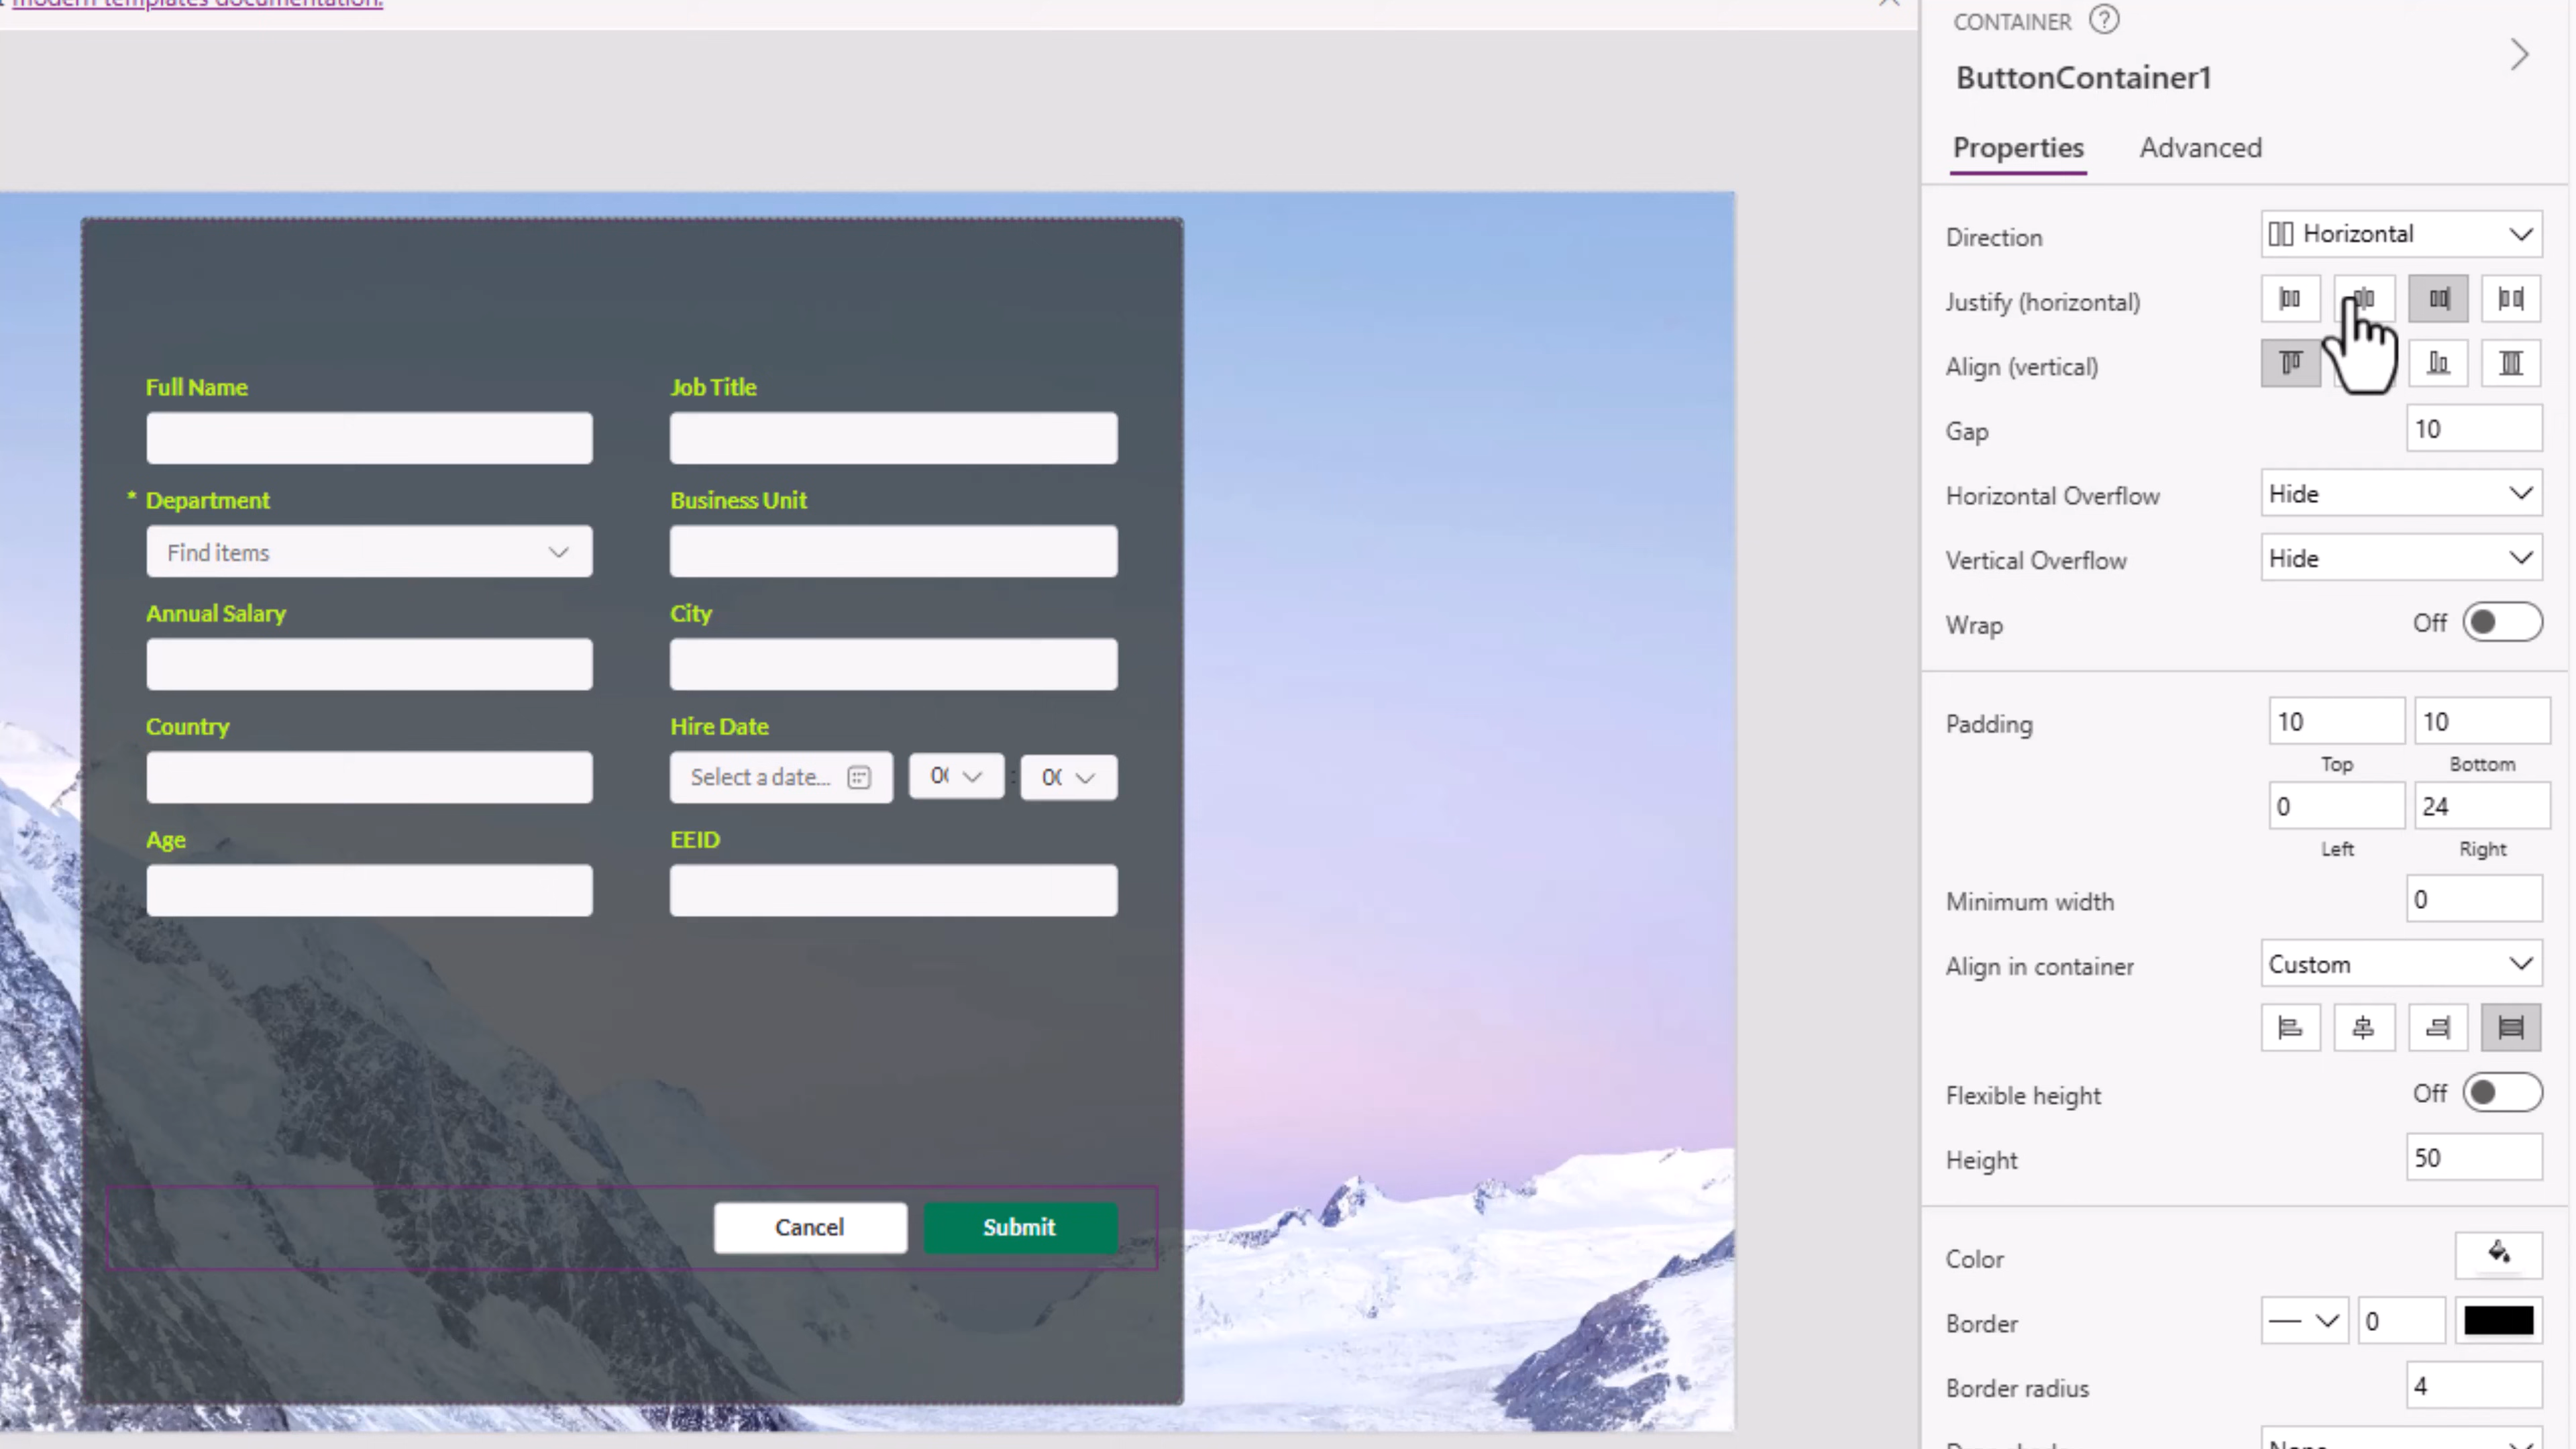 modern templates documentation.
CONTAINER
ButtonContainer1
Properties Advanced
Direction Horizontal
Justify (horizontal)
Align (vertical)
Gap 10
Horizontal Overflow Hide
Vertical Overflow Hide
Wrap Off
Padding 10 10
Top Bottom
0 24
Left Right
Minimum width 0
Align in container Custom
Flexible height Off
Height 50
Color
Border 0
Border radius 4
Full Name Job Title
* Department Business Unit
Find items
Annual Salary City
Country Hire Date
Select a date... :
Age EEID
Cancel Submit